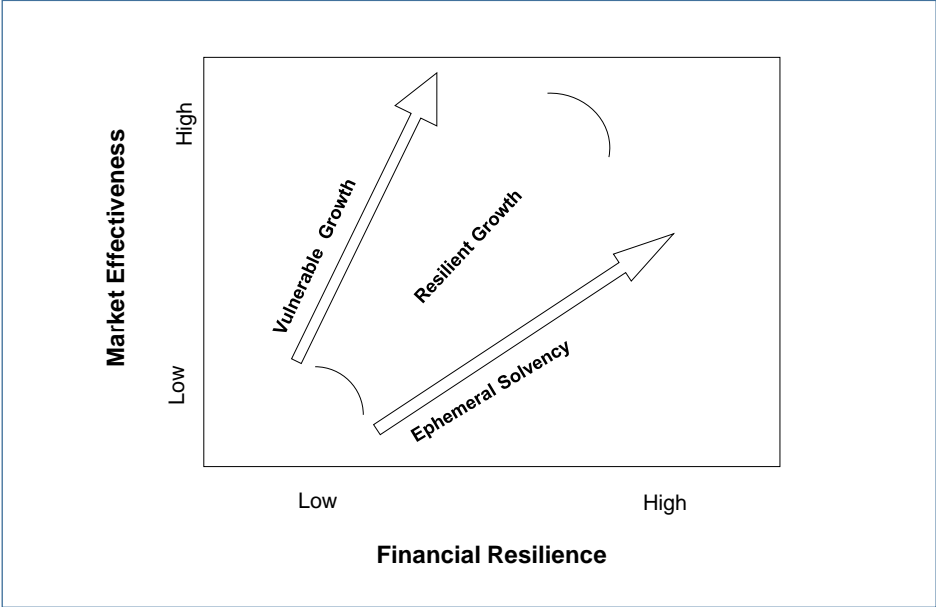 High
Market Effectiveness
Vulnerable Growth
Resilient Growth
Ephemeral Solvency
Low
Low
High
Financial Resilience